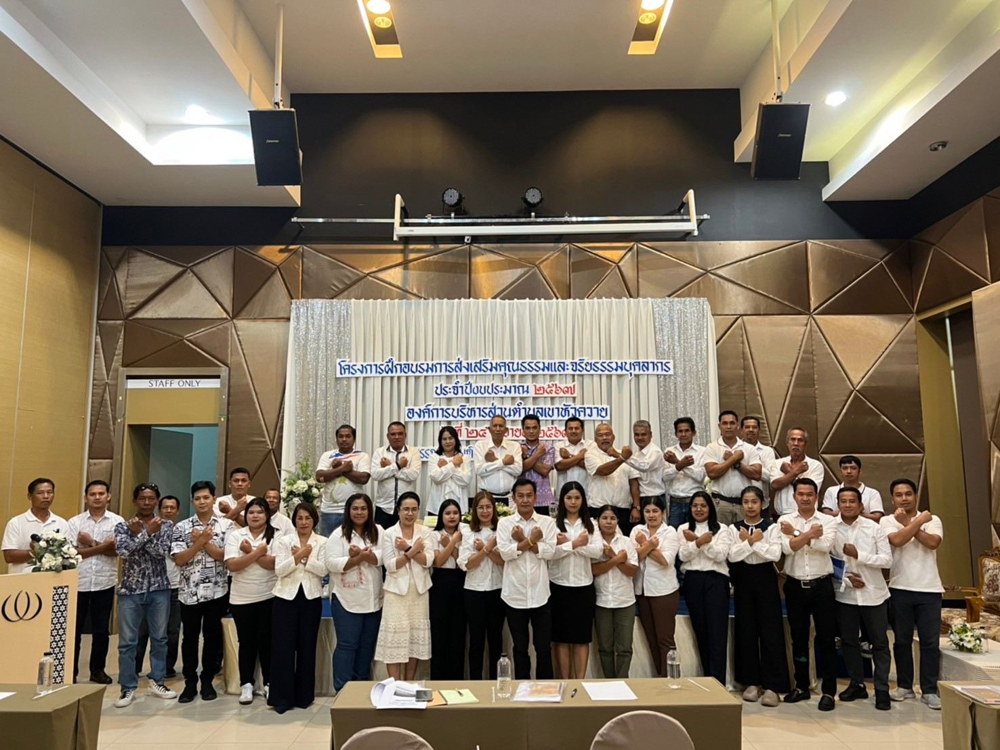 โครงการฝึกอบรมการส่งเสริมคุณธรรมและจริยธรรมบุคลากร
ประจำปีงบประมาณ ๒๕๖๗
องค์การบริหารส่วนตำบลเขาหัวควาย
ที่ ๒๕
STAFF ONLY